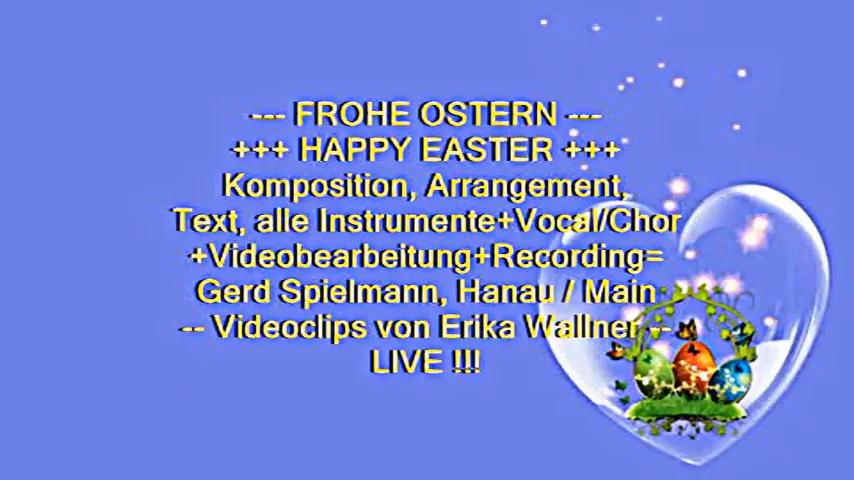 --- FROHE OSTERN ---
+++ HAPPY EASTER +++
Komposition, Arrangement,
Text, alle Instrumente+Vocal/Chor
+Videobearbeitung+Recording=
Gerd Spielmann, Hanau / Main
-- Videoclips von Erika Wallner --
LIVE !!!